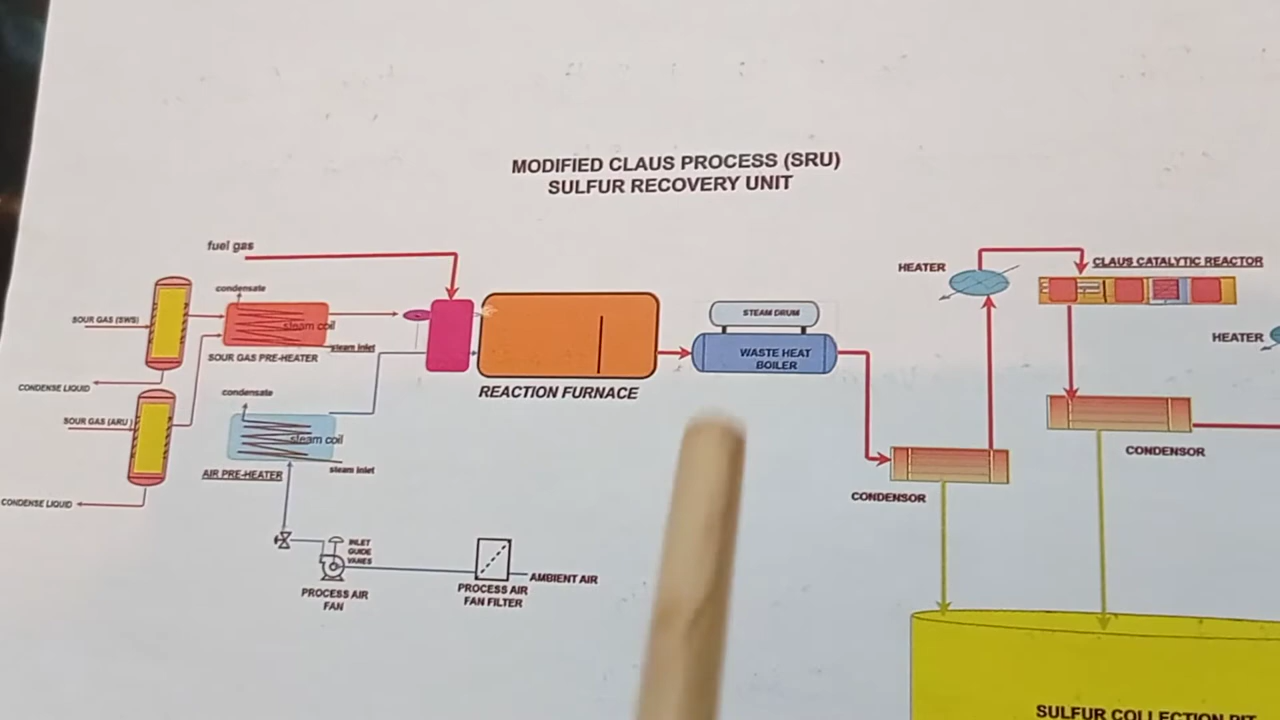 MODIFIED CLAUS PROCESS (SRU)
SULFUR RECOVERY UNIT
fuel gas
condensate
SOUR GAS (SWS)
steam coil
steam inlet
SOUR GAS PRE-HEATER
CONDENSE LIQUID
condensate
SOUR GAS (ARU)
steam coil
steam inlet
AIR PRE-HEATER
CONDENSE LIQUID
INLET
GUIDE
VANES
PROCESS AIR
FAN
PROCESS AIR
FAN FILTER
AMBIENT AIR
REACTION FURNACE
STEAM DRUM
WASTE HEAT
BOILER
HEATER
CLAUS CATALYTIC REACTOR
HEATER
CONDENSOR
CONDENSOR
SULFUR COLLECTION PIT